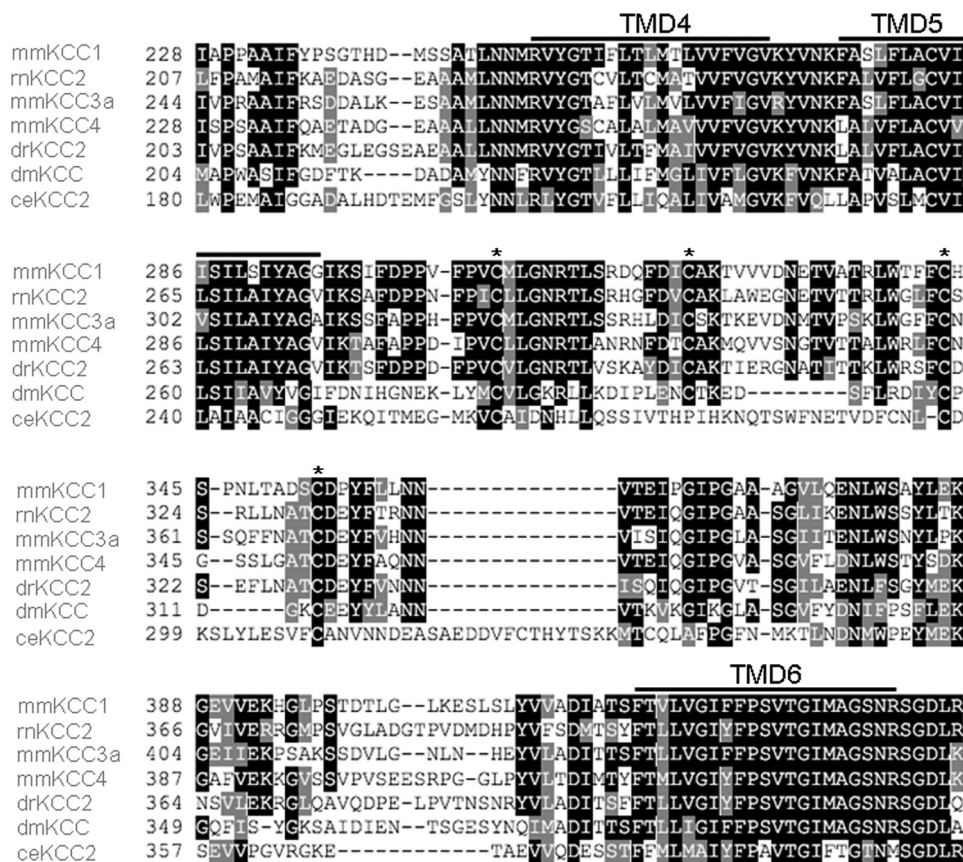 TMD4 TMD5
mmKCC1 228 IAPPAAIFYPSGTHD--MSSATLNNMRVYGTIFLTLMTLVVFVGVKYVNKFASLFLACVI
rnKCC2 207 LFPAMAIFKAEDASG--EAAAMLNNMRVYGTCVLTCMATVVFVGVKYVNKFALVFLGCVI
mmKCC3a 244 IVPRAAIFRSDDALK--ESAAMLNNMRVYGTAFLVLMVLVVFIGVRYVNKFASLFLACVI
mmKCC4 228 ISPSAAIFQAETADG--EAAALLNNMRVYGSCALALMAVVVFVGVKYVNKLALVFLACVV
drKCC2 203 IVPSAAIFKMEGLEGSEAEAALLNNMRVYGTIVLTFMAIVVFVGVKYVNKLALVFLACVI
dmKCC 204 MAPWASIFGDFTK----DADAMYNNFRVYGTLLLIFMGLIVFLGVKFVNKFATVALACVI
ceKCC2 180 LWPEMAIGGADALHDTEMFGSLYNNLRLYGTVFLLIQALIVAMGVKFVQLLAPVSLMCVI
* * *
mmKCC1 286 ISILSIYAGGIKSIFDPPV-FPVCMLGNRTLSRDQFDICAKTVVVDNETVATRLWTFFCH
rnKCC2 265 LSILAIYAGVIKSAFDPPN-FPICLLGNRTLSRHGFDVCAKLAWEGNETVTTRLWGLFCS
mmKCC3a 302 VSILAIYAGAIKSSFAPPH-FPVCMLGNRTLSSRHLDICSKTKEVDNMTVPSKLWGFFCN
mmKCC4 286 LSILAIYAGVIKTAFAPPD-IPVCLLGNRTLANRNFDTCAKMQVVSNGTVTTALWRLFCN
drKCC2 263 LSILAIYAGVIKTSFDPPD-FPVCVLGNRTLVSKAYDICAKTIERGNATITTKLWRSFCD
dmKCC 260 LSIIAVYVGIFDNIHGNEK-LYMCVLGKRLLKDIPLENCTKED--------SFLRDIYCP
ceKCC2 240 LAIAACIGGGIEKQITMEG-MKVCAIDNHLLQSSIVTHPIHKNQTSWFNETVDFCNL-CD
*
mmKCC1 345 S-PNLTADSCDPYFLLNN---------------VTEIPGIPGAA-AGVLQENLWSAYLEK
rnKCC2 324 S--RLLNATCDEYFTRNN---------------VTEIQGIPGAA-SGLIKENLWSSYLTK
mmKCC3a 361 S-SQFFNATCDEYFVHNN---------------VISIQGIPGLA-SGIITENLWSNYLPK
mmKCC4 345 G-SSLGATCDEYFAQNN---------------VTEIQGIPGVA-SGVFLDNLWSTYSDK
drKCC2 322 S--EFLNATCDEYFVNNN---------------ISQIQGIPGVT-SGILAENLFSGYMEK
dmKCC 311 D------GKCEEYYLANN---------------VTKVKGIKGLA-SGVFYDNIFPSFLEK
ceKCC2 299 KSLYLESVFCANVNNDEASAEDDVFCTHYTSKKMTCQLAFPGFN-MKTLNDNMWPEYMEK
TMD6
mmKCC1 388 GEVVEKHGLPSTDTLG-LKESLSLYVVADIATSFTVLVGIFFPSVTGIMAGSNRSGDLR
rnKCC2 366 GVIVERRGMPSVGLADGTPVDMDHPYVFSDMTSYFTLLVGIYFPSVTGIMAGSNRSGDLR
mmKCC3a 404 GEIIEKPSAKSSDVLG-NLN-HEYVLADITTSFTLLVGIFFPSVTGIMAGSNRSGDLK
mmKCC4 387 GAFVEKKGVSSVPVSEESRPG-GLPYVLTDIMTYFTMLVGIYFPSVTGIMAGSNRSGDLK
drKCC2 364 NSVLEKRGLQAVQDPE-LPVTNSNRYVLADITSFFTLLVGIYFPSVTGIMAGSNRSGDLQ
dmKCC 349 GQFIS-YGKSAIDIEN--TSGESYNQIMADITTSFTMLIGIFFPSVTGIMAGSNRSGDLA
ceKCC2 357 SEVVPGVRGKE-------TAEVVQDESSTFFMLMAIYFPAVTGIFTGTNMSGDLR